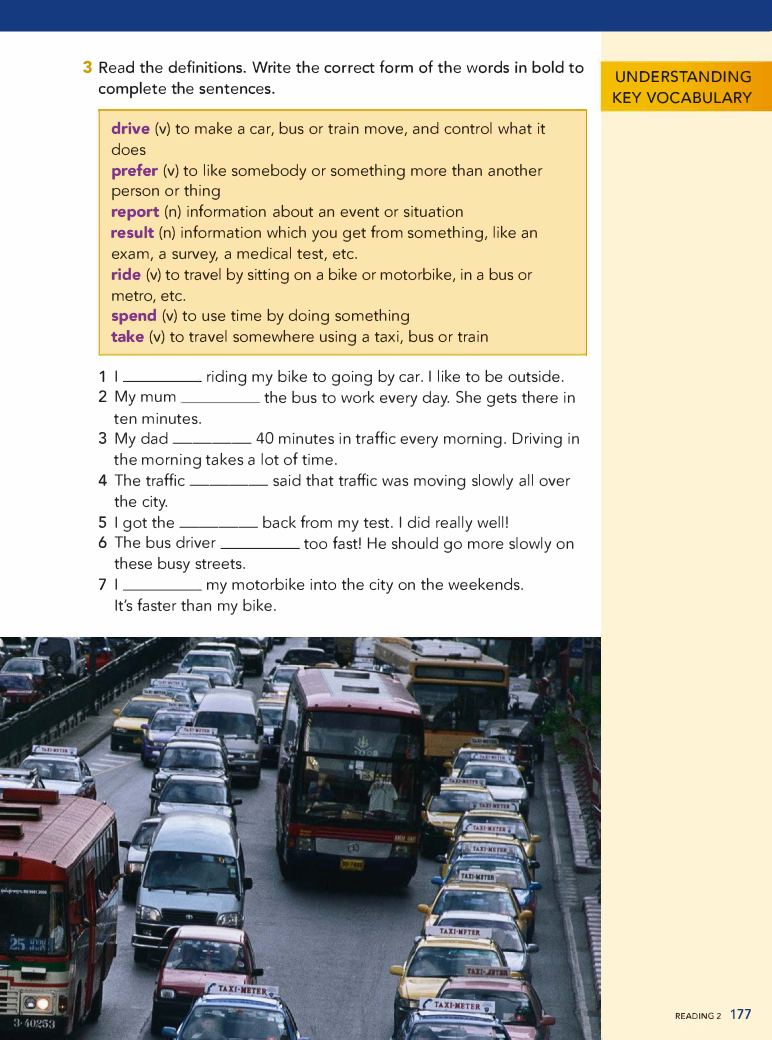 3 Read the definitions. Write the correct form of the words in bold to
complete the sentences.
UNDERSTANDING
KEY VOCABULARY
drive (v) to make a car, bus or train move, and control what it
does
prefer (v) to like somebody or something more than another
person or thing
report (n) information about an event or situation
result (n) information which you get from something, like an
exam, a survey, a medical test, etc.
ride (v) to travel by sitting on a bike or motorbike, in a bus or
metro, etc.
spend (v) to use time by doing something
take (v) to travel somewhere using a taxi, bus or train
1 I __________ riding my bike to going by car. I like to be outside.
2 My mum __________ the bus to work every day. She gets there in
ten minutes.
3 My dad __________ 40 minutes in traffic every morning. Driving in
the morning takes a lot of time.
4 The traffic __________ said that traffic was moving slowly all over
the city.
5 I got the __________ back from my test. I did really well!
6 The bus driver __________ too fast! He should go more slowly on
these busy streets.
7 I __________ my motorbike into the city on the weekends.
It's faster than my bike.
TAXI-METER
TAXI-METER
TAXI-METER
TAXI-METER
TAXI-METER
TAXI-METER
TAXI-METER
25
3-40253
READING 2 177